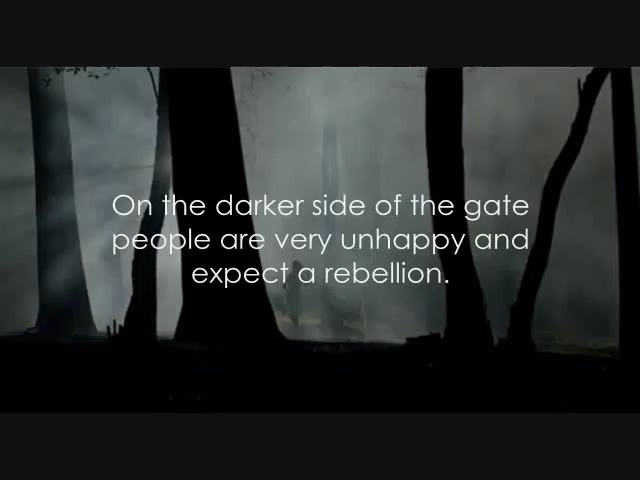 On the darker side of the gate
people are very unhappy and
expect a rebellion.